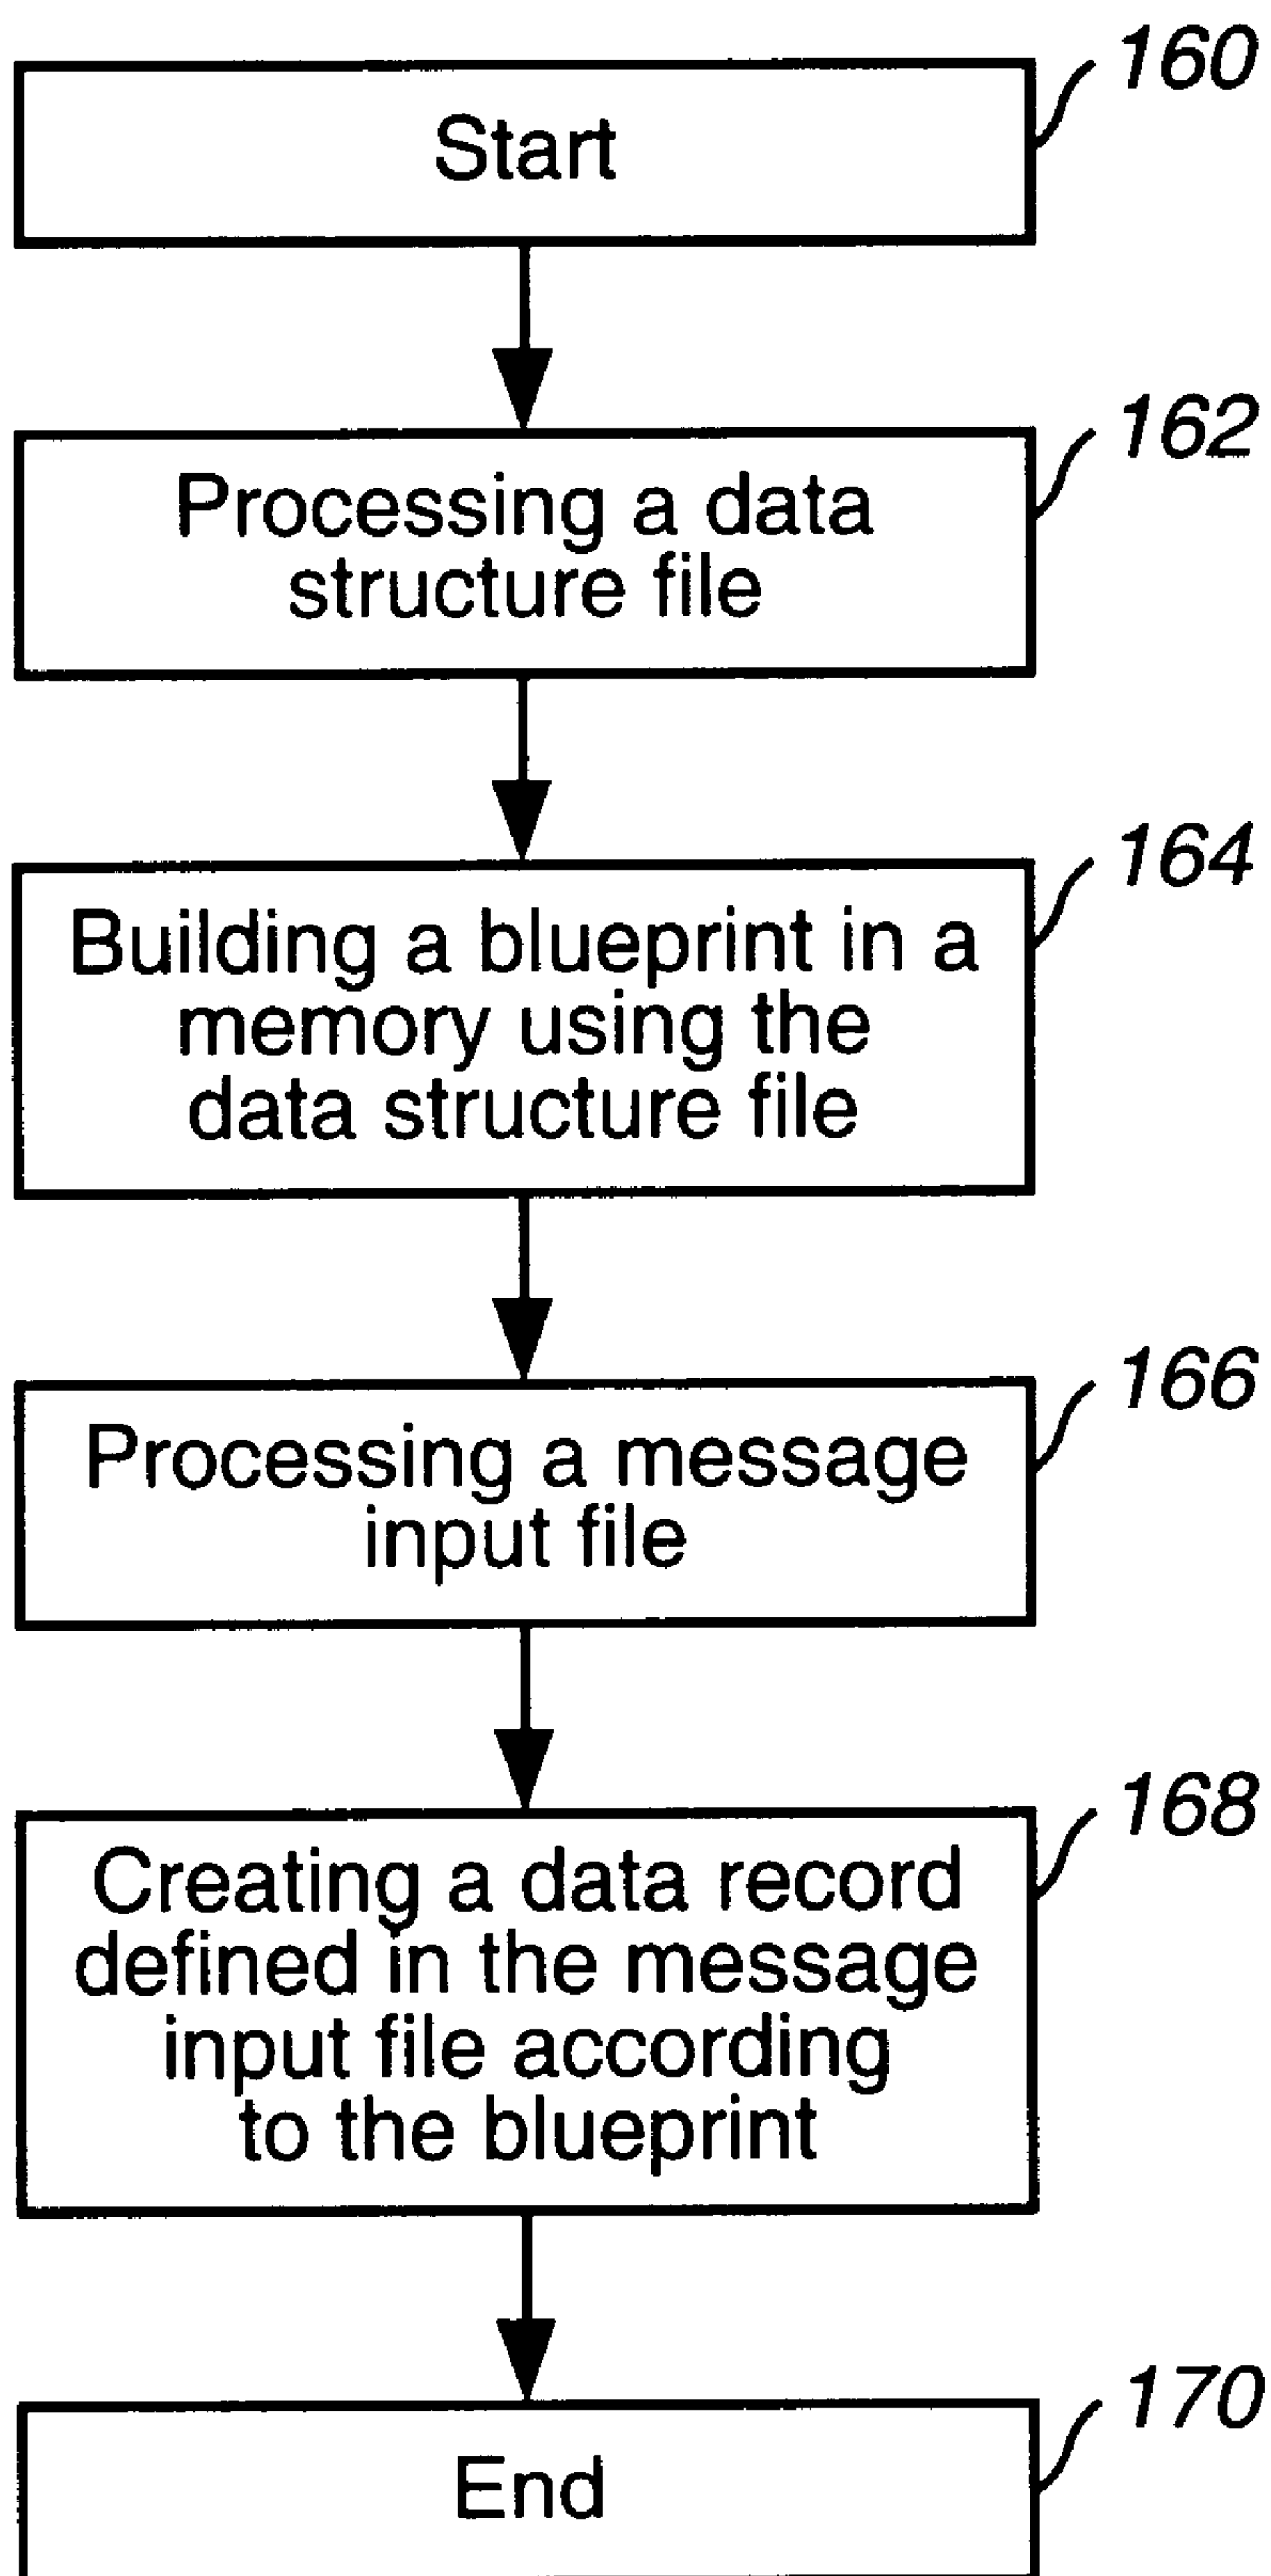 160
Start
162
Processing a data
structure file
164
Building a blueprint in a
memory using the
data structure file
166
Processing a message
input file
168
Creating a data record
defined in the message
input file according
to the blueprint
170
End